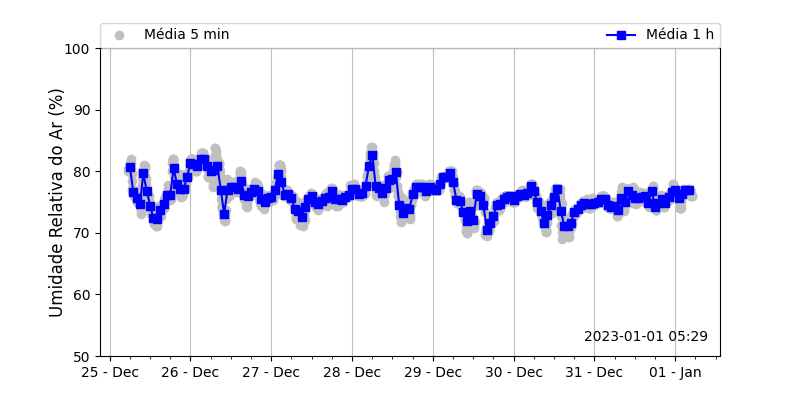 Média 5 min Média 1 h
100
90
80
70
60
50
Umidade Relativa do Ar (%)
2023-01-01 05:29
25 - Dec 26 - Dec 27 - Dec 28 - Dec 29 - Dec 30 - Dec 31 - Dec 01 - Jan